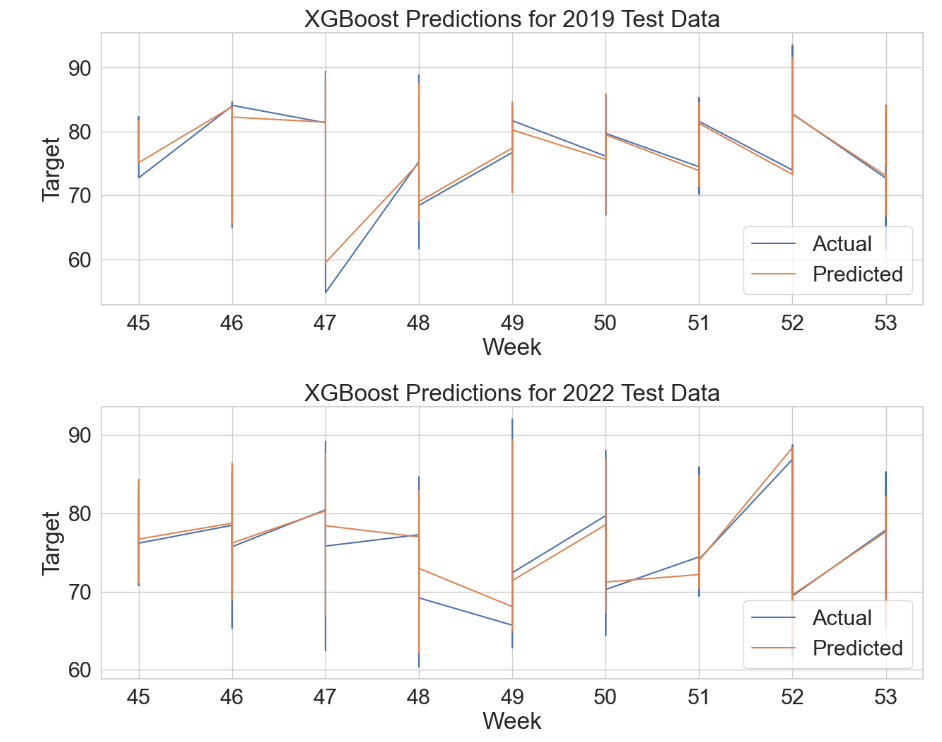 XGBoost Predictions for 2019 Test Data
90
80
70
60
Target
Actual
Predicted
45 46 47 48 49 50 51 52 53
Week
XGBoost Predictions for 2022 Test Data
90
80
70
60
Target
Actual
Predicted
45 46 47 48 49 50 51 52 53
Week